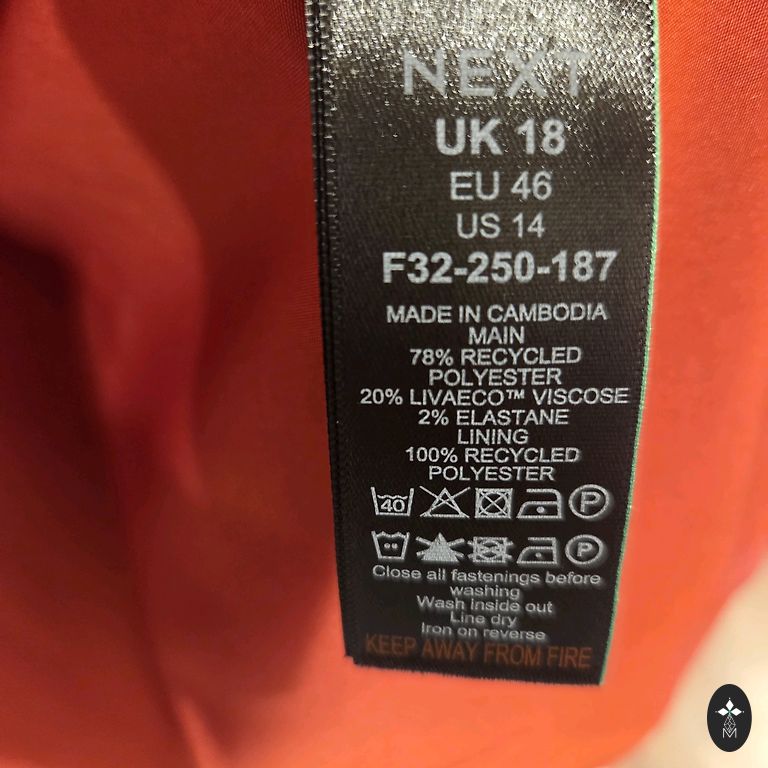 NEXT
UK 18
EU 46
US 14
F32-250-187
MADE IN CAMBODIA
MAIN
78% RECYCLED
POLYESTER
20% LIVAECO™ VISCOSE
2% ELASTANE
LINING
100% RECYCLED
POLYESTER
40 P
P
Close all fastenings before
washing
Wash inside out
Line dry
Iron on reverse
KEEP AWAY FROM FIRE
M